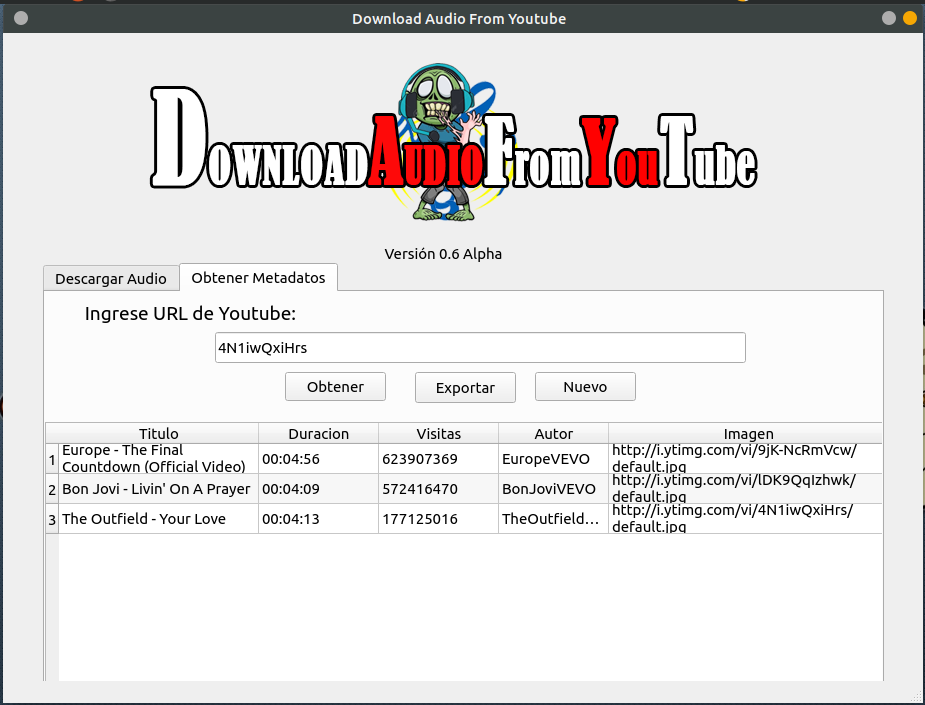 Download Audio From Youtube
DOWNLOADAUDIOFROMYOUTUBE
Versión 0.6 Alpha
Descargar Audio Obtener Metadatos
Ingrese URL de Youtube:
4N1iwQxiHrs
Obtener Exportar Nuevo
Titulo Duracion Visitas Autor Imagen
1 Europe - The Final Countdown (Official Video) 00:04:56 623907369 EuropeVEVO http://i.ytimg.com/vi/9jK-NcRmVcw/default.jpg
2 Bon Jovi - Livin' On A Prayer 00:04:09 572416470 BonJoviVEVO http://i.ytimg.com/vi/lDK9QqIzhwk/default.jpg
3 The Outfield - Your Love 00:04:13 177125016 TheOutfield... http://i.ytimg.com/vi/4N1iwQxiHrs/default.jpg